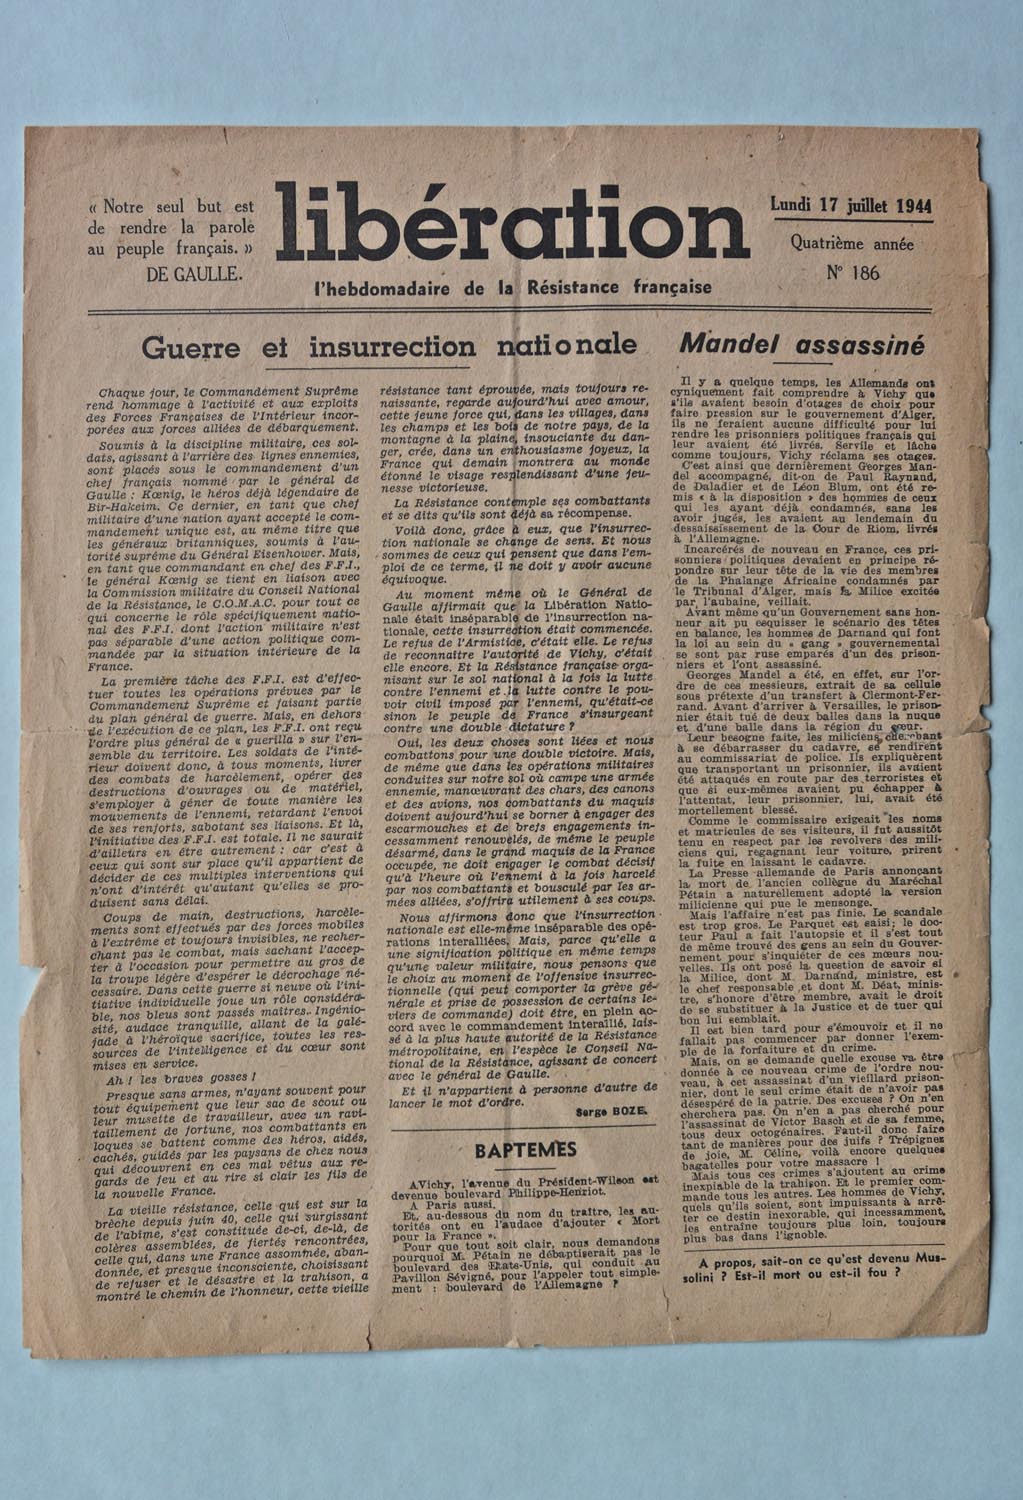 « Notre seul but est
de rendre la parole
au peuple français. »
DE GAULLE.
libération
l'hebdomadaire de la Résistance française
Lundi 17 juillet 1944
Quatrième année
N° 186
Guerre et insurrection nationale
Chaque jour, le Commandement Suprême
rend hommage à l'activité et aux exploits
des Forces Françaises de l'Intérieur incor-
porées aux forces alliées de débarquement.
Soumis à la discipline militaire, ces sol-
dats, agissant à l'arrière des lignes ennemies,
sont placés sous le commandement d'un
chef français nommé par le général de
Gaulle : Kœnig, le héros déjà légendaire de
Bir-Hakeim. Ce dernier, en tant que chef
militaire d'une nation ayant accepté le com-
mandement unique est, au même titre que
les généraux britanniques, soumis à l'au-
torité suprême du Général Eisenhower. Mais,
en tant que commandant en chef des F.F.I.,
le général Kœnig se tient en liaison avec
la Commission militaire du Conseil National
de la Résistance, le C.O.M.A.C. pour tout ce
qui concerne le rôle spécifiquement natio-
nal des F.F.I. dont l'action militaire n'est
pas séparable d'une action politique com-
mandée par la situation intérieure de la
France.
La première tâche des F.F.I. est d'effec-
tuer toutes les opérations prévues par le
Commandement Suprême et faisant partie
du plan général de guerre. Mais, en dehors
de l'exécution de ce plan, les F.F.I. ont reçu
l'ordre plus général de « guerilla » sur l'en-
semble du territoire. Les soldats de l'inté-
rieur doivent donc, à tous moments, livrer
des combats de harcèlement, opérer des
destructions d'ouvrages ou de matériel,
s'employer à gêner de toute manière les
mouvements de l'ennemi, retardant l'envoi
de ses renforts, sabotant ses liaisons. Et là,
l'initiative des F.F.I. est totale. Il ne saurait
d'ailleurs en être autrement : car c'est à
ceux qui sont sur place qu'il appartient de
décider de ces multiples interventions qui
n'ont d'intérêt qu'autant qu'elles se pro-
duisent sans délai.
Coups de main, destructions, harcèle-
ments sont effectués par des forces mobiles
à l'extrême et toujours invisibles, ne recher-
chant pas le combat, mais sachant l'accep-
ter à l'occasion pour permettre au gros de
la troupe légère d'espérer le décrochage né-
cessaire. Dans cette guerre si neuve où l'ini-
tiative individuelle joue un rôle considéra-
ble, nos bleus sont passés maîtres. Ingénio-
sité, audace tranquille, allant de la galé-
jade à l'héroïque sacrifice, toutes les res-
sources de l'intelligence et du cœur sont
mises en service.
Ah ! les braves gosses !
Presque sans armes, n'ayant souvent pour
tout équipement que leur sac de scout ou
leur musette de travailleur, avec un ravi-
taillement de fortune, nos combattants en
loques se battent comme des héros, aidés,
cachés, guidés par les paysans de chez nous
qui découvrent en ces mal vêtus aux re-
gards de feu et au rire si clair les fils de
la nouvelle France.
La vieille résistance, celle qui est sur la
brèche depuis juin 40, celle qui surgissant
de l'abîme, s'est constituée de-ci, de-là, de
colères assemblées, de fiertés rencontrées,
celle qui, dans une France assommée, aban-
donnée, et presque inconsciente, choisissant
de refuser et le désastre et la trahison, a
montré le chemin de l'honneur, cette vieille
résistance tant éprouvée, mais toujours re-
naissante, regarde aujourd'hui avec amour,
cette jeune force qui, dans les villages, dans
les champs et les bois de notre pays, de la
montagne à la plaine, insouciante du dan-
ger, crée, dans un enthousiasme joyeux, la
France qui demain montrera au monde
étonné le visage resplendissant d'une jeu-
nesse victorieuse.
La Résistance contemple ses combattants
et se dits qu'ils sont déjà sa récompense.
Voilà donc, grâce à eux, que l'insurrec-
tion nationale se change de sens. Et nous
sommes de ceux qui pensent que dans l'em-
ploi de ce terme, il ne doit y avoir aucune
équivoque.
Au moment même où le Général de
Gaulle affirmait que la Libération Natio-
nale était inséparable de l'insurrection na-
tionale, cette insurrection était commencée.
Le refus de l'Armistice, c'était elle. Le refus
de reconnaître l'autorité de Vichy, c'était
elle encore. Et la Résistance française orga-
nisant sur le sol national à la fois la lutte
contre l'ennemi et la lutte contre le pou-
voir civil imposé par l'ennemi, qu'était-ce
sinon le peuple de France s'insurgeant
contre une double dictature ?
Oui, les deux choses sont liées et nous
combattons pour une double victoire. Mais,
de même que dans les opérations militaires
conduites sur notre sol où campe une armée
ennemie, manœuvrant des chars, des canons
et des avions, nos combattants du maquis
doivent aujourd'hui se borner à engager des
escarmouches et de brefs engagements in-
cessamment renouvelés, de même le peuple
désarmé, dans le grand maquis de la France
occupée, ne doit engager le combat décisif
qu'à l'heure où l'ennemi à la fois harcelé
par nos combattants et bousculé par les ar-
mées alliées, s'offrira utilement à ses coups.
Nous affirmons donc que l'insurrection
nationale est elle-même inséparable des opé-
rations interalliées. Mais, parce qu'elle a
une signification politique en même temps
qu'une valeur militaire, nous pensons que
le choix au moment de l'offensive insurrec-
tionnelle (qui peut comporter la grève gé-
nérale et prise de possession de certains le-
viers de commande) doit être, en plein ac-
cord avec le commandement interallié, lais-
sé à la plus haute autorité de la Résistance
métropolitaine, en l'espèce le Conseil Na-
tional de la Résistance, agissant de concert
avec le général de Gaulle.
Et il n'appartient à personne d'autre de
lancer le mot d'ordre.
Serge BOZE.
BAPTEMES
A Vichy, l'avenue du Président-Wilson est
devenue boulevard Philippe-Henriot.
A Paris aussi.
Et, au-dessous du nom du traître, les au-
torités ont eu l'audace d'ajouter « Mort
pour la France ».
Pour que tout soit clair, nous demandons
pourquoi M. Pétain ne débaptiserait pas le
boulevard des Etats-Unis, qui conduit au
Pavillon Sévigné, pour l'appeler tout simple-
ment : boulevard de l'Allemagne ?
Mandel assassiné
Il y a quelque temps, les Allemands ont
cyniquement fait comprendre à Vichy que
s'ils avaient besoin d'otages de choix pour
faire pression sur le gouvernement d'Alger,
ils ne feraient aucune difficulté pour lui
rendre les prisonniers politiques français qui
leur avaient été livrés. Servile et lâche
comme toujours, Vichy réclama ses otages.
C'est ainsi que dernièrement Georges Man-
del accompagné, dit-on de Paul Raynaud,
de Daladier et de Léon Blum, ont été re-
mis « à la disposition » des hommes de ceux
qui les ayant déjà condamnés, sans les
avoir jugés, les avaient au lendemain du
dessaisissement de la Cour de Riom, livrés
à l'Allemagne.
Incarcérés de nouveau en France, ces pri-
sonniers politiques devaient en principe ré-
pondre sur leur tête de la vie des membres
de la Phalange Africaine condamnés par
le Tribunal d'Alger, mais la Milice excitée
par l'aubaine, veillait.
Avant même qu'un Gouvernement sans hon-
neur ait pu esquisser le scénario des têtes
en balance, les hommes de Darnand qui font
la loi au sein du « gang » gouvernemental
se sont par ruse emparés d'un des prison-
niers et l'ont assassiné.
Georges Mandel a été, en effet, sur l'or-
dre de ces messieurs, extrait de sa cellule
sous prétexte d'un transfert à Clermont-Fer-
rand. Avant d'arriver à Versailles, le prison-
nier était tué de deux balles dans la nuque
et d'une balle dans la région du cœur.
Leur besogne faite, les miliciens cherchant
à se débarrasser du cadavre, se rendirent
au commissariat de police. Ils expliquèrent
que transportant un prisonnier, ils avaient
été attaqués en route par des terroristes et
que si eux-mêmes avaient pu échapper à
l'attentat, leur prisonnier, lui, avait été
mortellement blessé.
Comme le commissaire exigeait les noms
et matricules de ses visiteurs, il fut aussitôt
tenu en respect par les revolvers des mili-
ciens qui, regagnant leur voiture, prirent
la fuite en laissant le cadavre.
La Presse allemande de Paris annonçant
la mort de l'ancien collègue du Maréchal
Pétain a naturellement adopté la version
milicienne qui pue le mensonge.
Mais l'affaire n'est pas finie. Le scandale
est trop gros. Le Parquet est saisi; le doc-
teur Paul a fait l'autopsie et il s'est tout
de même trouvé des gens au sein du Gouver-
nement pour s'inquiéter de ces mœurs nou-
velles. Ils ont posé la question de savoir si
la Milice, dont M. Darnand, ministre, est
le chef responsable et dont M. Déat, minis-
tre, s'honore d'être membre, avait le droit
de se substituer à la Justice et de tuer qui
bon lui semblait.
Il est bien tard pour s'émouvoir et il ne
fallait pas commencer par donner l'exem-
ple de la forfaiture et du crime.
Mais, on se demande quelle excuse va être
donnée à ce nouveau crime de l'ordre nou-
veau, à cet assassinat d'un vieillard prison-
nier, dont le seul crime était de n'avoir pas
désespéré de la patrie. Des excuses ? On n'en
cherchera pas. On n'en a pas cherché pour
l'assassinat de Victor Basch et de sa femme,
tous deux octogénaires. Faut-il donc faire
tant de manières pour des juifs ? Trépignez
de joie, M. Céline, voilà encore quelques
bagatelles pour votre massacre !
Mais tous ces crimes s'ajoutent au crime
inexpiable de la trahison. Et le premier com-
mande tous les autres. Les hommes de Vichy,
quels qu'ils soient, sont impuissants à arrê-
ter ce destin inexorable, qui incessamment,
les entraîne toujours plus loin, toujours
plus bas dans l'ignoble.
A propos, sait-on ce qu'est devenu Mus-
solini ? Est-il mort ou est-il fou ?